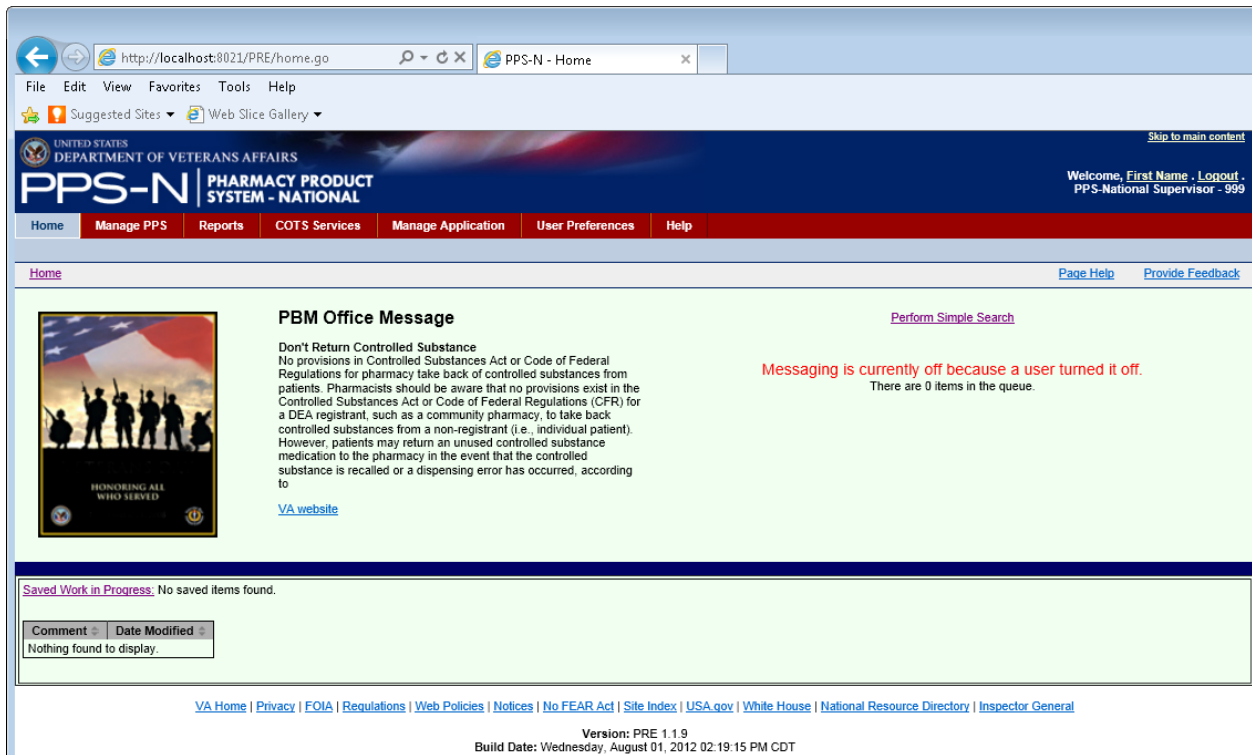 http://localhost:8021/PRE/home.go
PPS-N - Home
File Edit View Favorites Tools Help
Suggested Sites Web Slice Gallery
Skip to main content
UNITED STATES
DEPARTMENT OF VETERANS AFFAIRS
PPS-N PHARMACY PRODUCT
SYSTEM - NATIONAL
Welcome, First Name . Logout .
PPS-National Supervisor - 999
Home Manage PPS Reports COTS Services Manage Application User Preferences Help
Home Page Help Provide Feedback
HONORING ALL
WHO SERVED
PBM Office Message
Don't Return Controlled Substance
No provisions in Controlled Substances Act or Code of Federal
Regulations for pharmacy take back of controlled substances from
patients. Pharmacists should be aware that no provisions exist in the
Controlled Substances Act or Code of Federal Regulations (CFR) for
a DEA registrant, such as a community pharmacy, to take back
controlled substances from a non-registrant (i.e., individual patient).
However, patients may return an unused controlled substance
medication to the pharmacy in the event that the controlled
substance is recalled or a dispensing error has occurred, according
to
VA website
Perform Simple Search
Messaging is currently off because a user turned it off.
There are 0 items in the queue.
Saved Work in Progress: No saved items found.
Comment Date Modified
Nothing found to display.
VA Home | Privacy | FOIA | Regulations | Web Policies | Notices | No FEAR Act | Site Index | USA.gov | White House | National Resource Directory | Inspector General
Version: PRE 1.1.9
Build Date: Wednesday, August 01, 2012 02:19:15 PM CDT